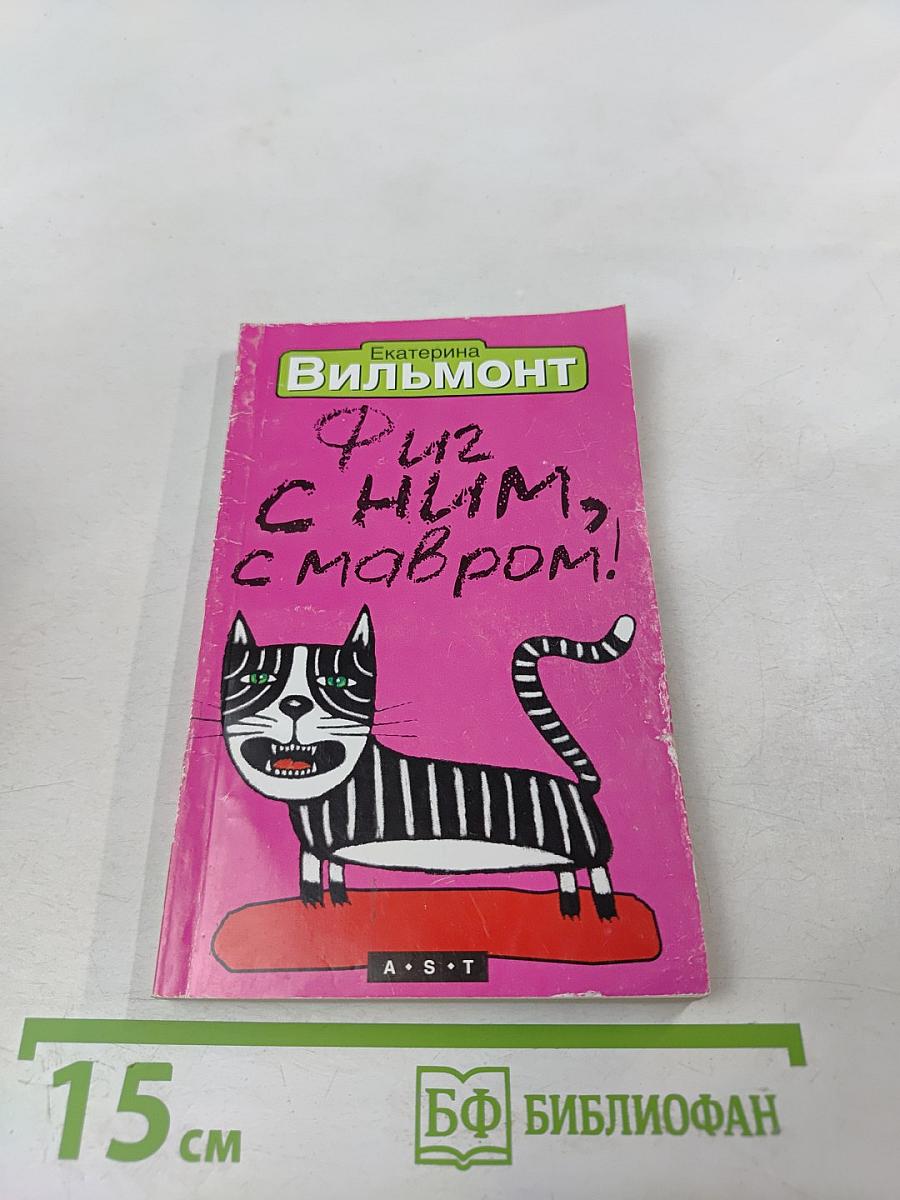 Екатерина
Вильмонт
Фиг
с ним,
с мавром!
A • S • T
15 см
БФ БИБЛИОФАН